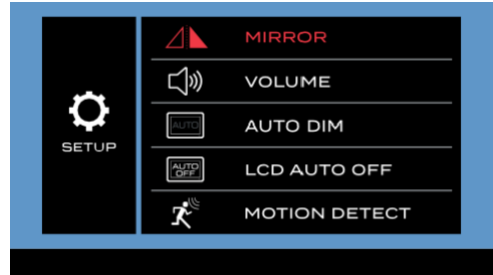 MIRROR
VOLUME
AUTO
AUTO DIM
SETUP
AUTO
OFF
LCD AUTO OFF
MOTION DETECT